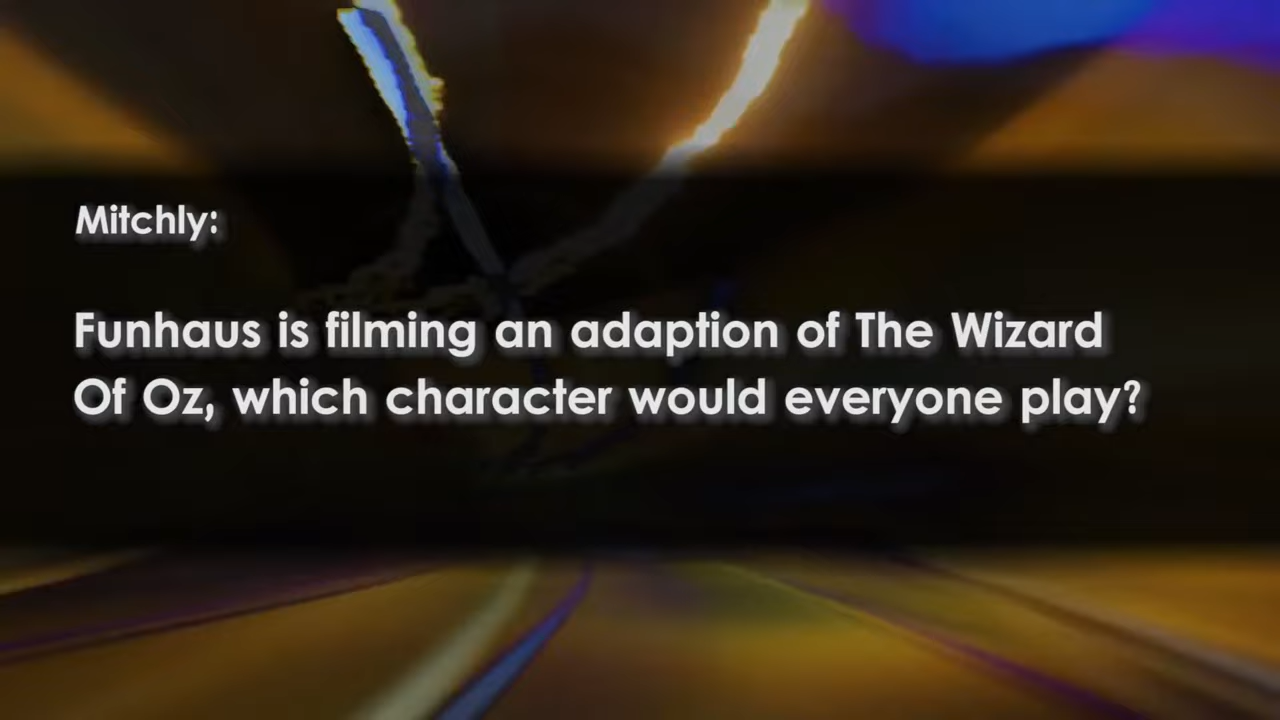 Mitchly:
Funhaus is filming an adaption of The Wizard
Of Oz, which character would everyone play?